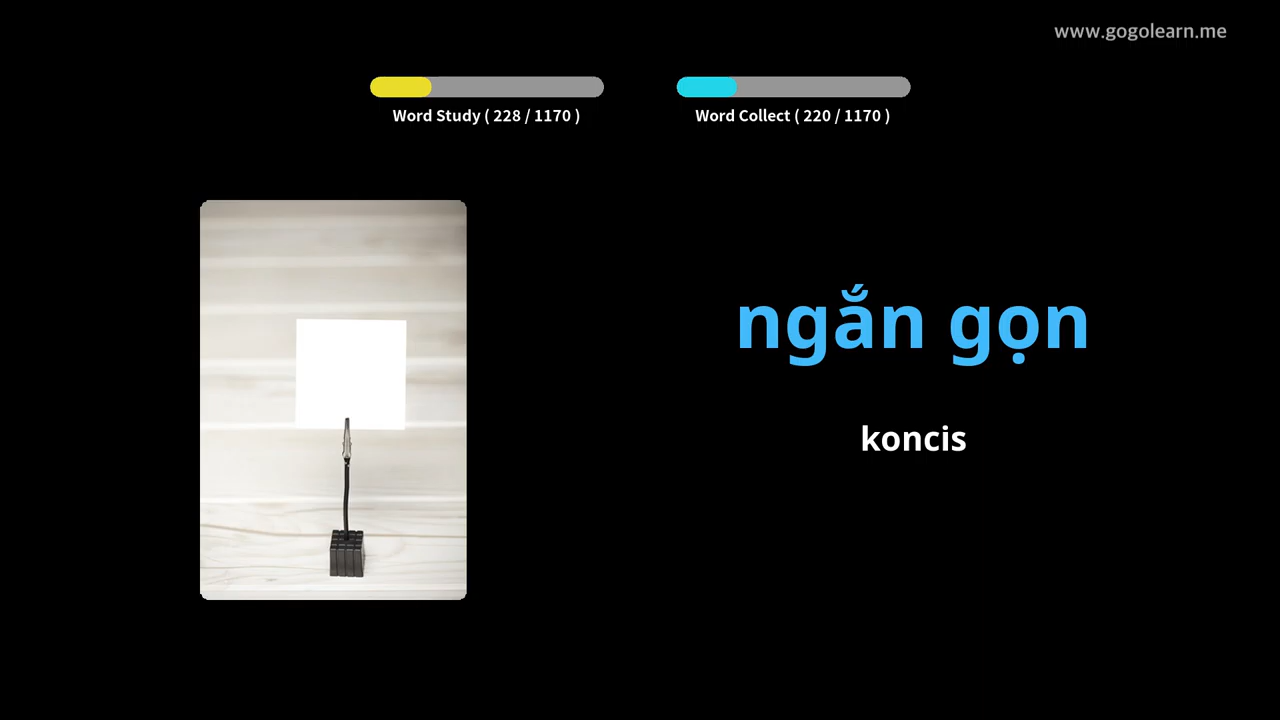 www.gogolearn.me
Word Study ( 228 / 1170 )
Word Collect ( 220 / 1170 )
ngắn gọn
koncis